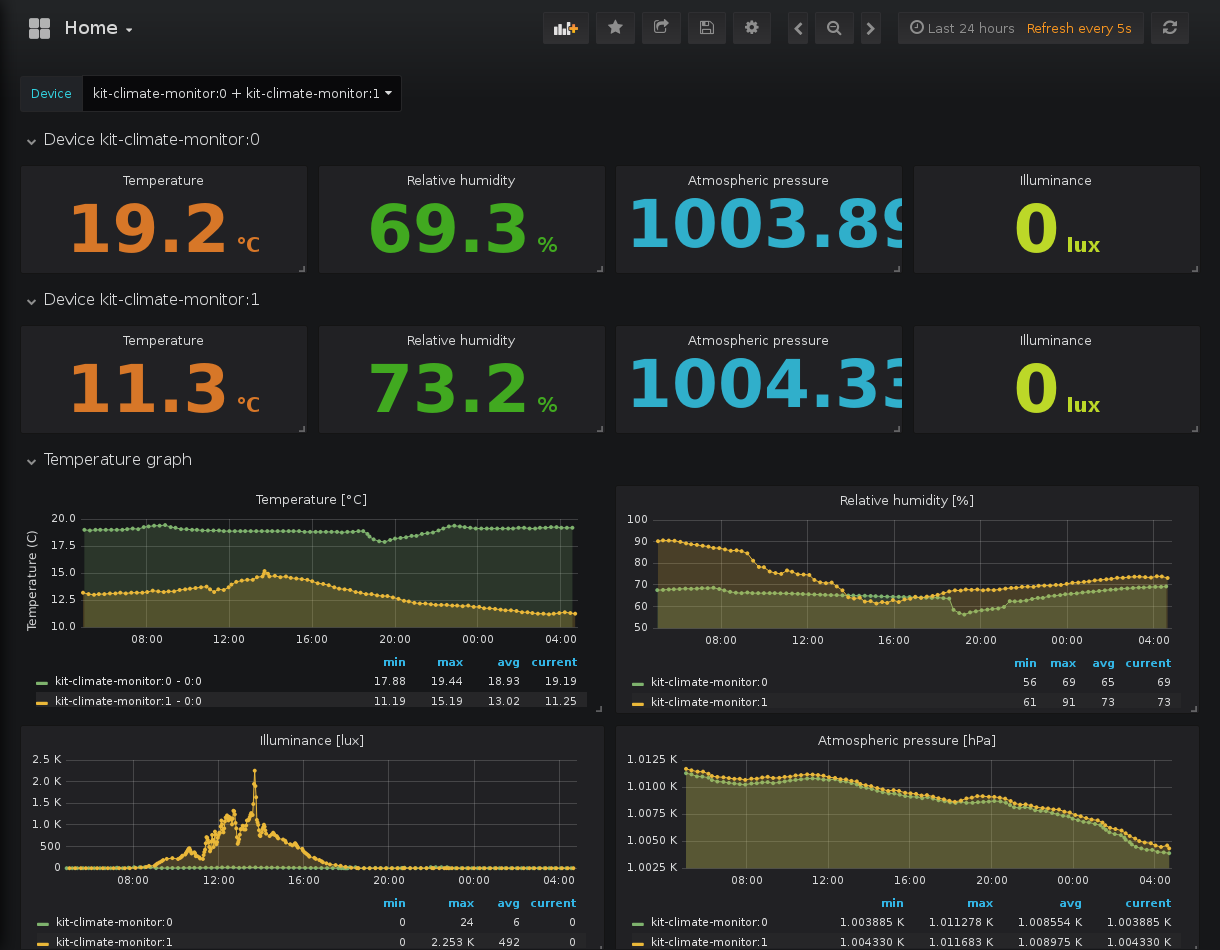 Home
Last 24 hours Refresh every 5s
Device kit-climate-monitor:0 + kit-climate-monitor:1
Device kit-climate-monitor:0
Temperature Relative humidity Atmospheric pressure Illuminance
19.2 °C 69.3 % 1003.89 0 lux
Device kit-climate-monitor:1
Temperature Relative humidity Atmospheric pressure Illuminance
11.3 °C 73.2 % 1004.33 0 lux
Temperature graph
Temperature [°C]
Temperature (C)
20.0
17.5
15.0
12.5
10.0
08:00 12:00 16:00 20:00 00:00 04:00
min max avg current
kit-climate-monitor:0 - 0:0 17.88 19.44 18.93 19.19
kit-climate-monitor:1 - 0:0 11.19 15.19 13.02 11.25
Relative humidity [%]
100
90
80
70
60
50
08:00 12:00 16:00 20:00 00:00 04:00
min max avg current
kit-climate-monitor:0 56 69 65 69
kit-climate-monitor:1 61 91 73 73
Illuminance [lux]
2.5 K
2.0 K
1.5 K
1.0 K
500
0
08:00 12:00 16:00 20:00 00:00 04:00
min max avg current
kit-climate-monitor:0 0 24 6 0
kit-climate-monitor:1 0 2.253 K 492 0
Atmospheric pressure [hPa]
1.0125 K
1.0100 K
1.0075 K
1.0050 K
1.0025 K
08:00 12:00 16:00 20:00 00:00 04:00
min max avg current
kit-climate-monitor:0 1.003885 K 1.011278 K 1.008554 K 1.003885 K
kit-climate-monitor:1 1.004330 K 1.011683 K 1.008975 K 1.004330 K